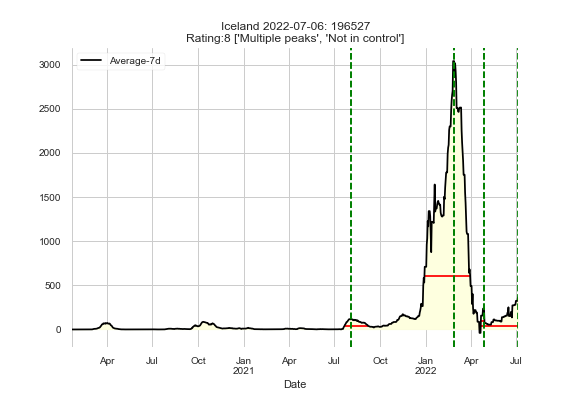 Iceland 2022-07-06: 196527
Rating:8 ['Multiple peaks', 'Not in control']
Average-7d
3000
2500
2000
1500
1000
500
0
Apr Jul Oct Jan Apr Jul Oct Jan Apr Jul
2021 2022
Date